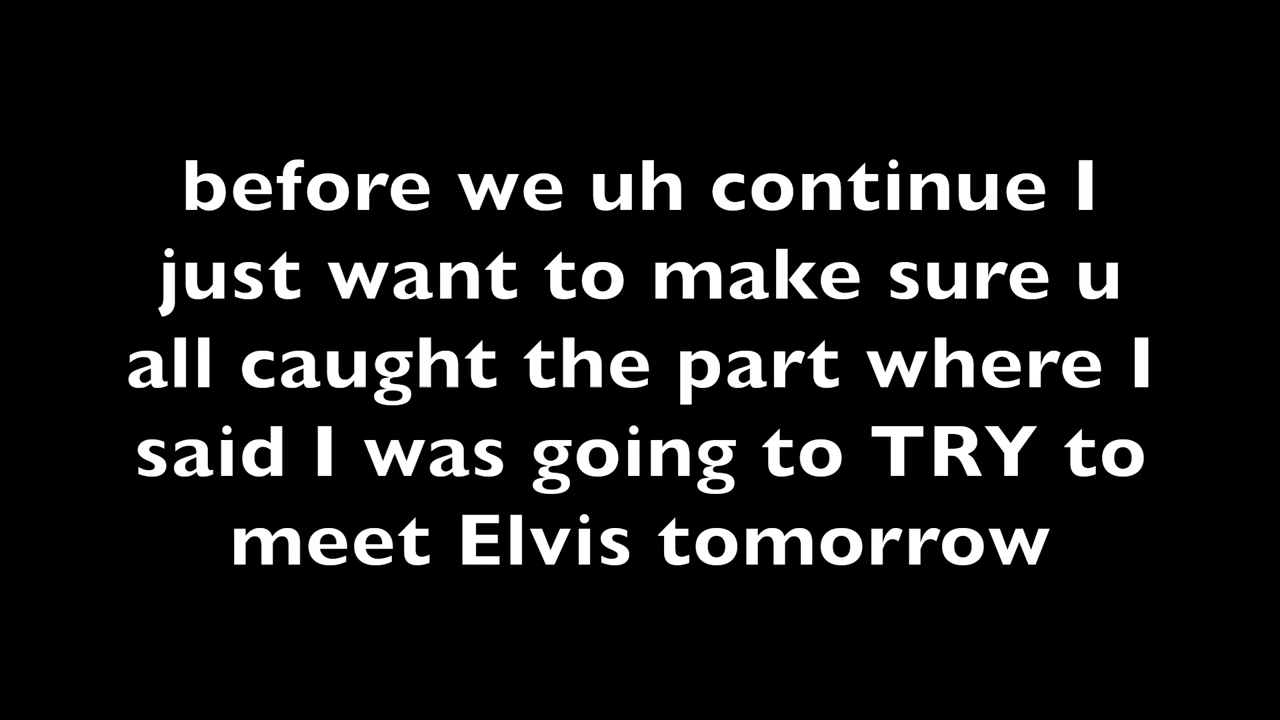 before we uh continue I
just want to make sure u
all caught the part where I
said I was going to TRY to
meet Elvis tomorrow